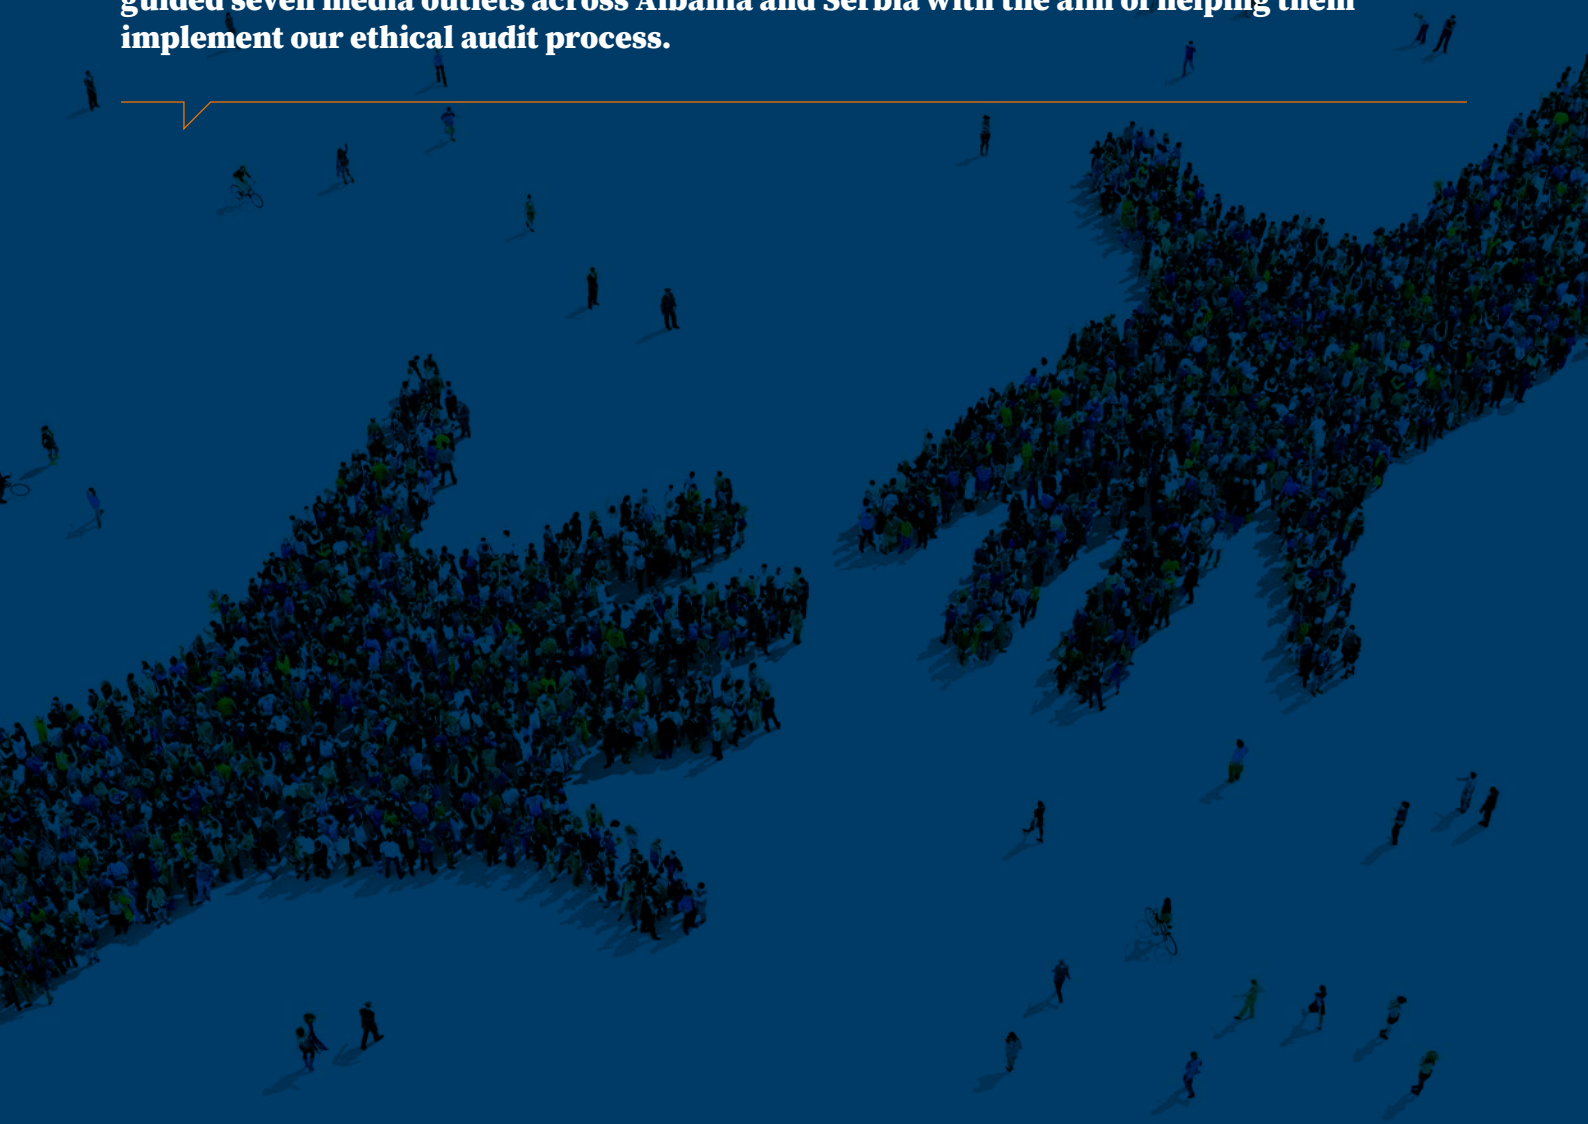 guided seven media outlets across Albania and Serbia with the aim of helping them
implement our ethical audit process.